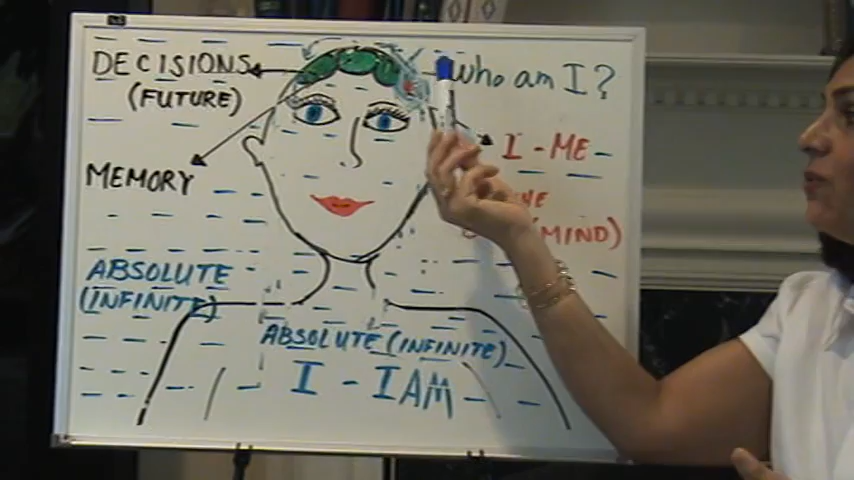 DECISIONS
(FUTURE)
Who am I?
I - ME
MEMORY
(MIND)
ABSOLUTE
(INFINITE)
ABSOLUTE (INFINITE)
I - I AM